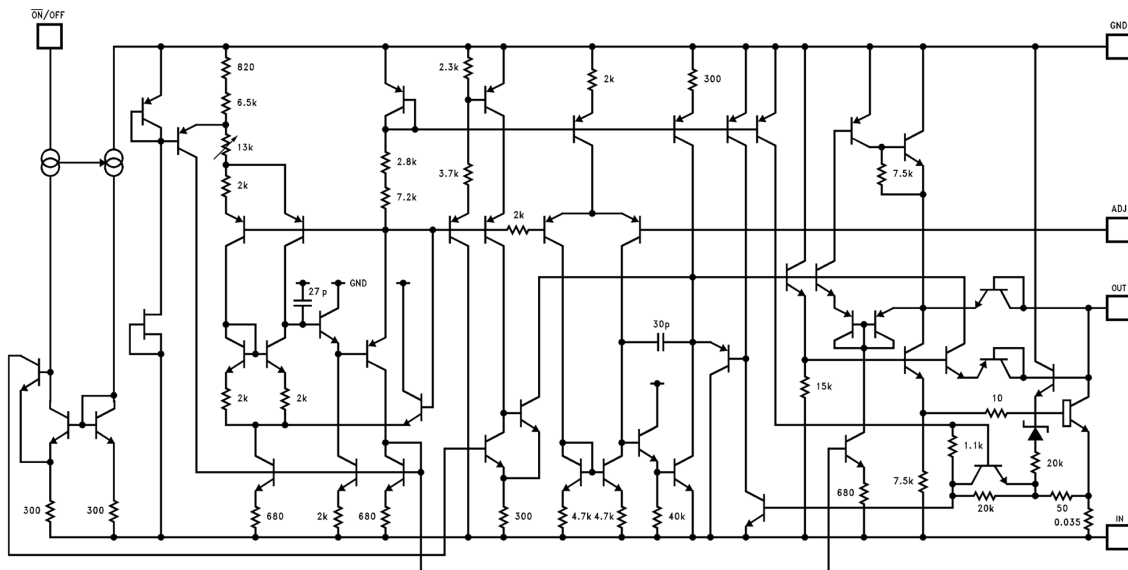 ON/OFF
GND
820
2.3k
2k
300
6.5k
13k
2.8k
3.7k
7.5k
2k
7.2k
2k
ADJ
27 p
GND
OUT
30p
15k
2k
2k
10
1.1k
20k
300
300
680
2k
680
300
4.7k
4.7k
40k
680
7.5k
20k
50
0.035
IN